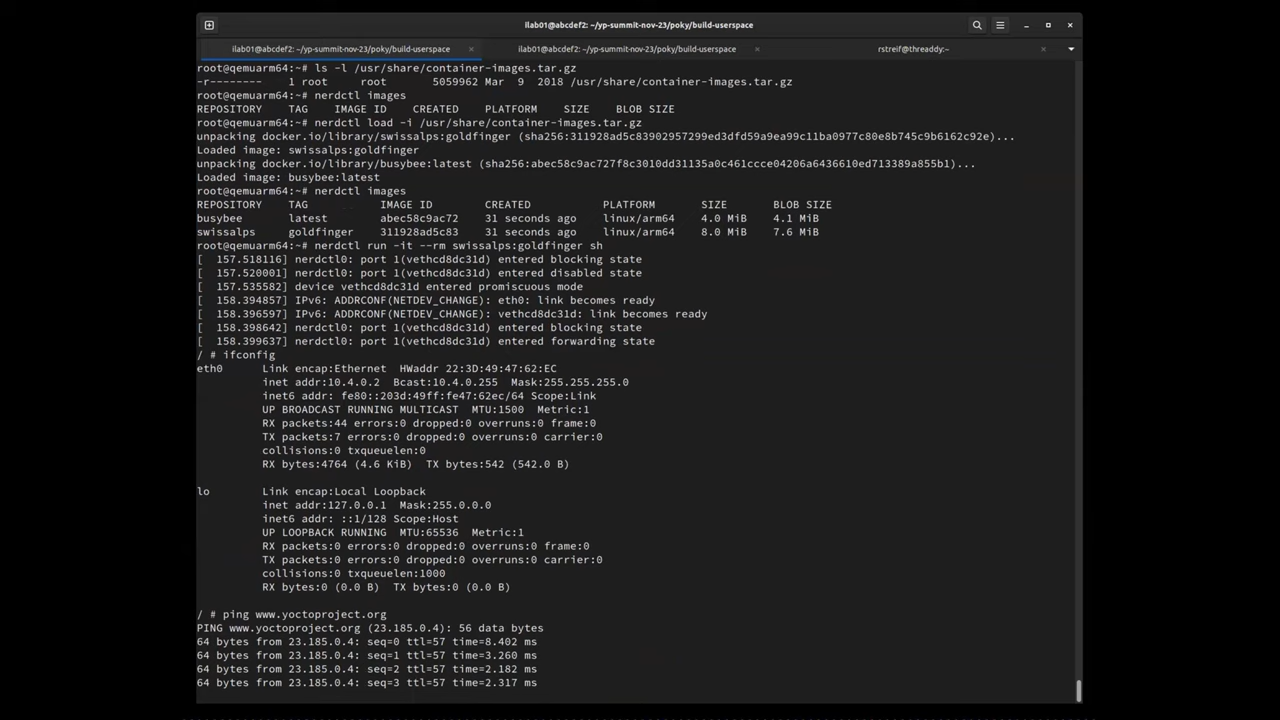 ilab01@abcdef2: ~/yp-summit-nov-23/poky/build-userspace
ilab01@abcdef2: ~/yp-summit-nov-23/poky/build-userspace × ilab01@abcdef2: ~/yp-summit-nov-23/poky/build-userspace × rstreif@threaddy:~ ×
root@qemuarm64:~# ls -l /usr/share/container-images.tar.gz
-r-------- 1 root root 5059962 Mar 9 2018 /usr/share/container-images.tar.gz
root@qemuarm64:~# nerdctl images
REPOSITORY TAG IMAGE ID CREATED PLATFORM SIZE BLOB SIZE
root@qemuarm64:~# nerdctl load -i /usr/share/container-images.tar.gz
unpacking docker.io/library/swissalps:goldfinger (sha256:311928ad5c83902957299ed3dfd59a9ea99c11ba0977c80e8b745c9b6162c92e)...
Loaded image: swissalps:goldfinger
unpacking docker.io/library/busybee:latest (sha256:abec58c9ac727f8c3010dd31135a0c461ccce04206a6436610ed713389a855b1)...
Loaded image: busybee:latest
root@qemuarm64:~# nerdctl images
REPOSITORY TAG IMAGE ID CREATED PLATFORM SIZE BLOB SIZE
busybee latest abec58c9ac72 31 seconds ago linux/arm64 4.0 MiB 4.1 MiB
swissalps goldfinger 311928ad5c83 31 seconds ago linux/arm64 8.0 MiB 7.6 MiB
root@qemuarm64:~# nerdctl run -it --rm swissalps:goldfinger sh
[ 157.518116] nerdctl0: port 1(vethcd8dc31d) entered blocking state
[ 157.520001] nerdctl0: port 1(vethcd8dc31d) entered disabled state
[ 157.535582] device vethcd8dc31d entered promiscuous mode
[ 158.394857] IPv6: ADDRCONF(NETDEV_CHANGE): eth0: link becomes ready
[ 158.396597] IPv6: ADDRCONF(NETDEV_CHANGE): vethcd8dc31d: link becomes ready
[ 158.398642] nerdctl0: port 1(vethcd8dc31d) entered blocking state
[ 158.399637] nerdctl0: port 1(vethcd8dc31d) entered forwarding state
/ # ifconfig
eth0 Link encap:Ethernet HWaddr 22:3D:49:47:62:EC
inet addr:10.4.0.2 Bcast:10.4.0.255 Mask:255.255.255.0
inet6 addr: fe80::203d:49ff:fe47:62ec/64 Scope:Link
UP BROADCAST RUNNING MULTICAST MTU:1500 Metric:1
RX packets:44 errors:0 dropped:0 overruns:0 frame:0
TX packets:7 errors:0 dropped:0 overruns:0 carrier:0
collisions:0 txqueuelen:0
RX bytes:4764 (4.6 KiB) TX bytes:542 (542.0 B)
lo Link encap:Local Loopback
inet addr:127.0.0.1 Mask:255.0.0.0
inet6 addr: ::1/128 Scope:Host
UP LOOPBACK RUNNING MTU:65536 Metric:1
RX packets:0 errors:0 dropped:0 overruns:0 frame:0
TX packets:0 errors:0 dropped:0 overruns:0 carrier:0
collisions:0 txqueuelen:1000
RX bytes:0 (0.0 B) TX bytes:0 (0.0 B)
/ # ping www.yoctoproject.org
PING www.yoctoproject.org (23.185.0.4): 56 data bytes
64 bytes from 23.185.0.4: seq=0 ttl=57 time=8.402 ms
64 bytes from 23.185.0.4: seq=1 ttl=57 time=3.260 ms
64 bytes from 23.185.0.4: seq=2 ttl=57 time=2.182 ms
64 bytes from 23.185.0.4: seq=3 ttl=57 time=2.317 ms